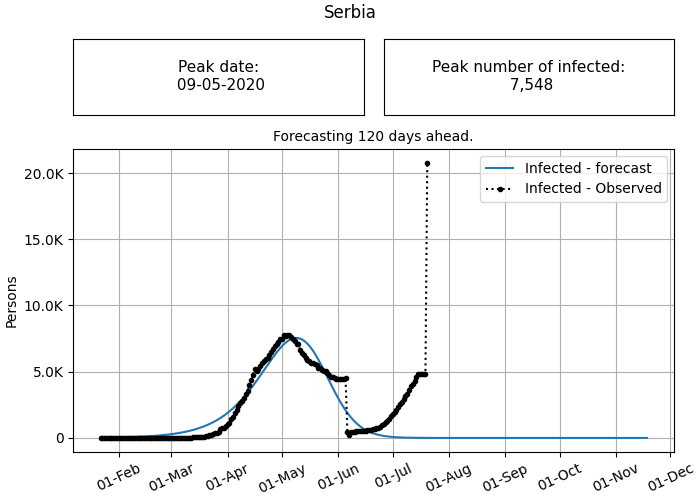 Serbia
Peak date:
09-05-2020
Peak number of infected:
7,548
Forecasting 120 days ahead.
Infected - forecast
Infected - Observed
Persons
20.0K
15.0K
10.0K
5.0K
0
01-Feb
01-Mar
01-Apr
01-May
01-Jun
01-Jul
01-Aug
01-Sep
01-Oct
01-Nov
01-Dec